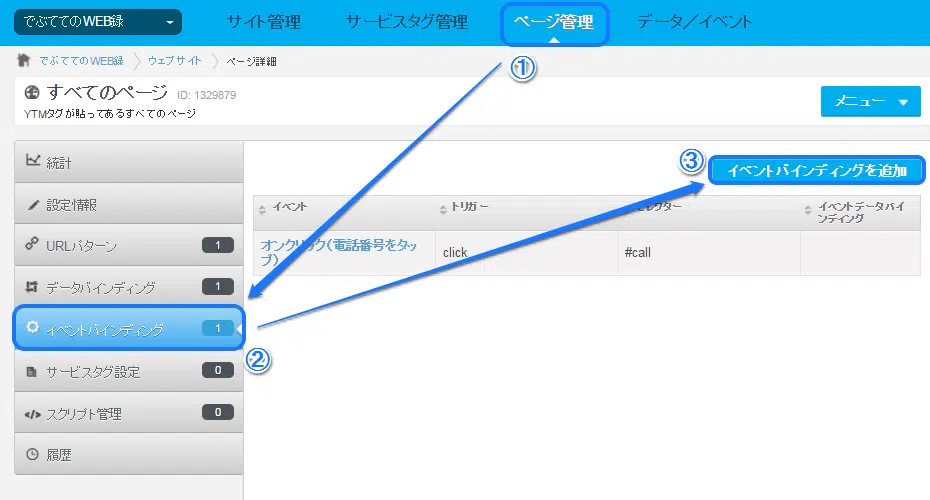 でぶててのWEB録
サイト管理
サービスタグ管理
ページ管理
データ／イベント
でぶててのWEB録
ウェブサイト
ページ詳細
①
すべてのページ ID: 1329879
YTMタグが貼ってあるすべてのページ
メニュー
統計
③
イベントバインディングを追加
設定情報
イベント
トリガー
レクター
イベントデータバイ
ンディング
URLパターン 1
オンクリック（電話番号をタッ
プ）
click
#call
データバインディング 1
イベントバインディング 1
②
サービスタグ設定 0
スクリプト管理 0
履歴